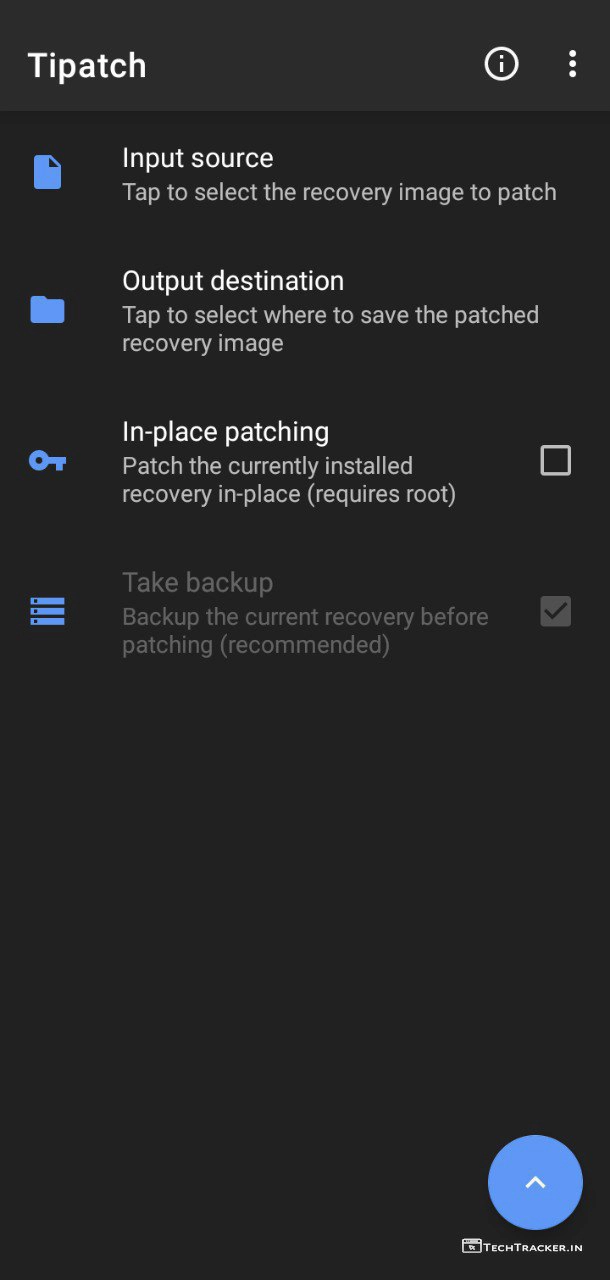 Tipatch
Input source
Tap to select the recovery image to patch
Output destination
Tap to select where to save the patched
recovery image
In-place patching
Patch the currently installed
recovery in-place (requires root)
Take backup
Backup the current recovery before
patching (recommended)
TECHTRACKER.IN